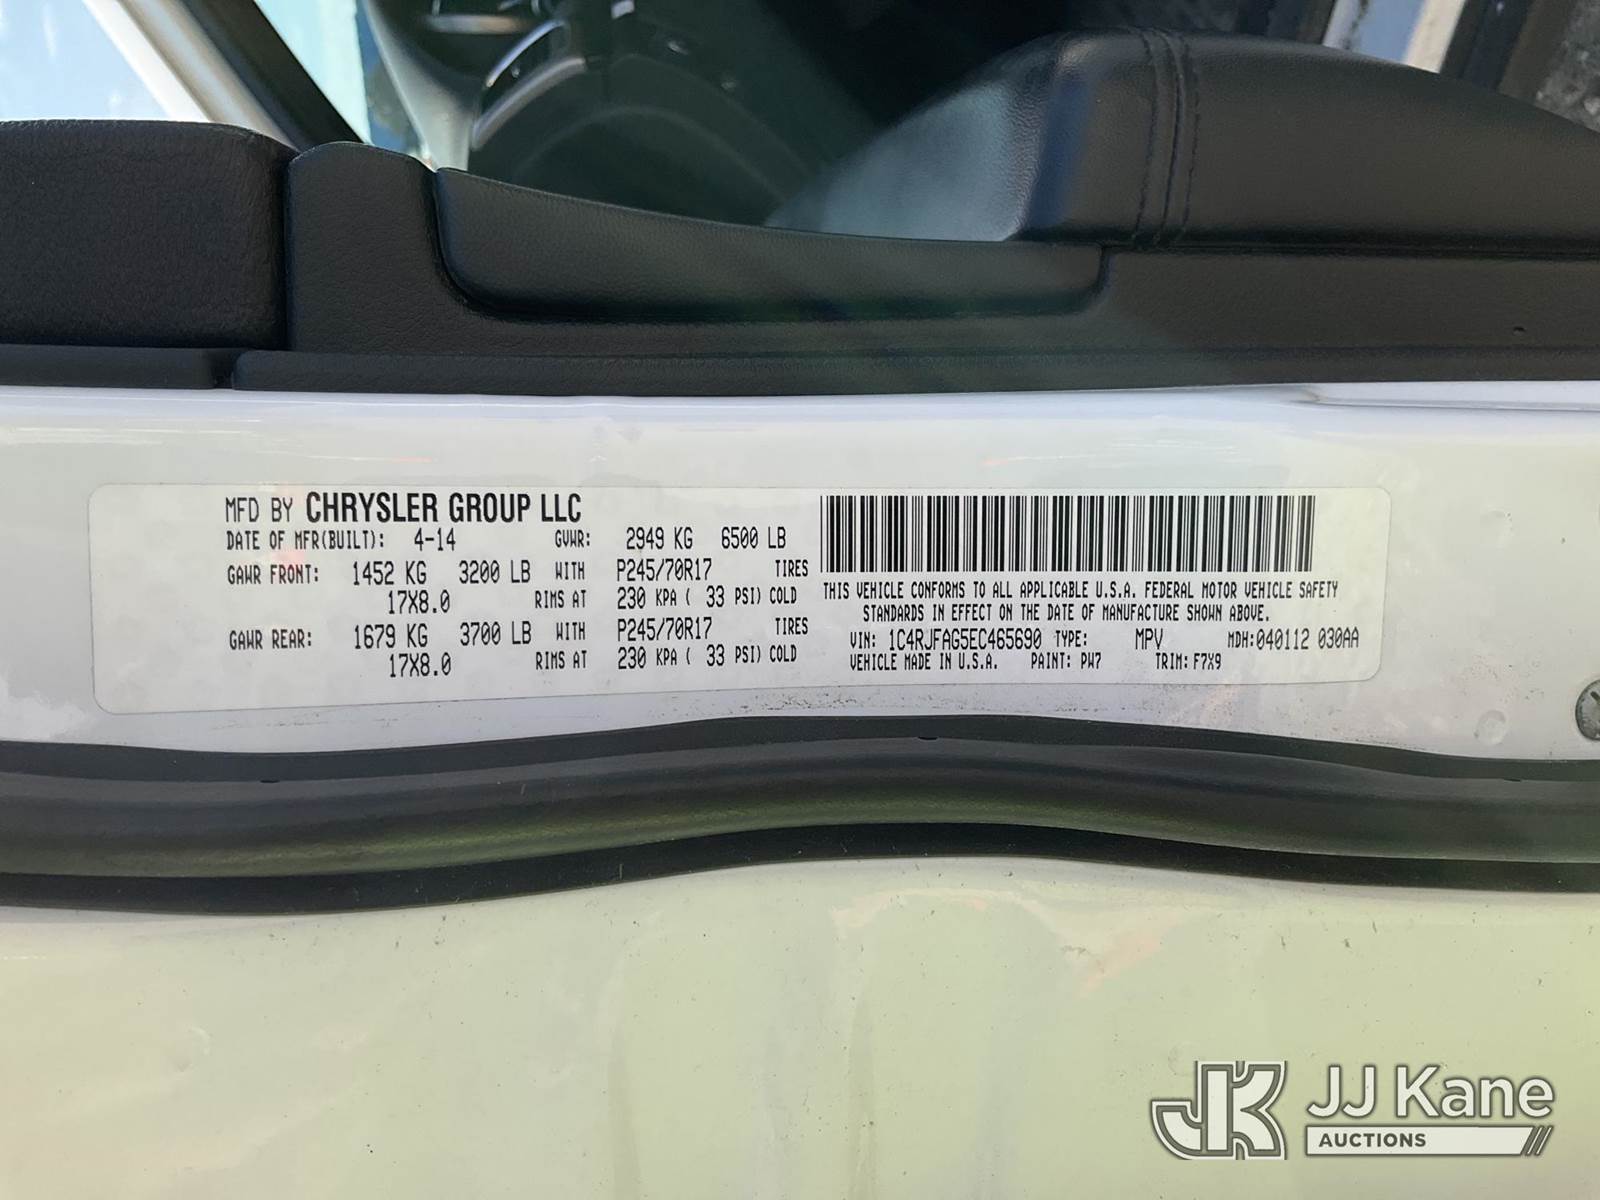 MFD BY CHRYSLER GROUP LLC
DATE OF MFR(BUILT): 4-14 GVWR: 2949 KG 6500 LB
GAWR FRONT: 1452 KG 3200 LB WITH P245/70R17 TIRES
17X8.0 RIMS AT 230 KPA ( 33 PSI) COLD
GAWR REAR: 1679 KG 3700 LB WITH P245/70R17 TIRES
17X8.0 RIMS AT 230 KPA ( 33 PSI) COLD
THIS VEHICLE CONFORMS TO ALL APPLICABLE U.S.A. FEDERAL MOTOR VEHICLE SAFETY
STANDARDS IN EFFECT ON THE DATE OF MANUFACTURE SHOWN ABOVE.
VIN: 1C4RJFAG5EC465690 TYPE: MPV MDH:040112 030AA
VEHICLE MADE IN U.S.A. PAINT: PW7 TRIM: F7X9
JK JJ Kane
AUCTIONS